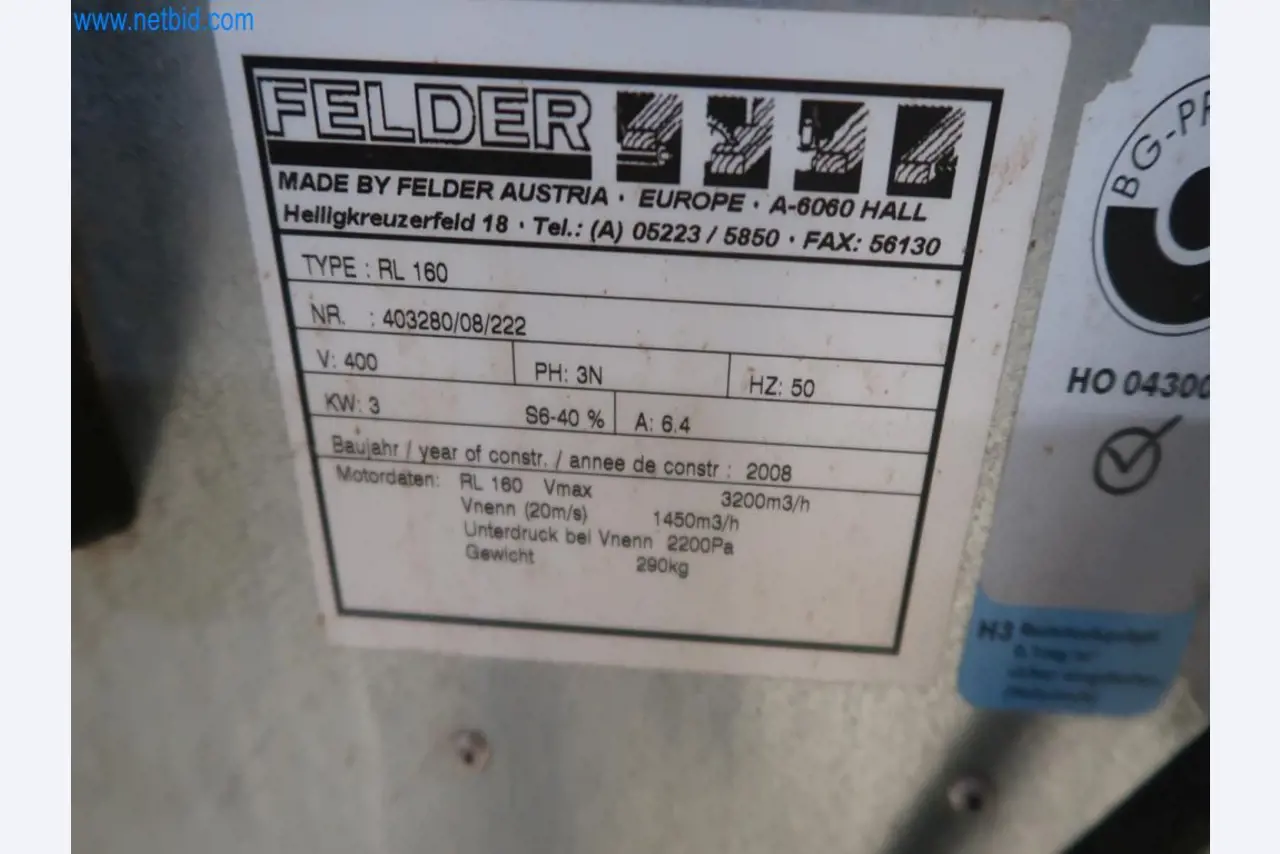 www.netbid.com
FELDER
MADE BY FELDER AUSTRIA · EUROPE · A-6060 HALL
Heiligkreuzerfeld 18 · Tel.: (A) 05223 / 5850 · FAX: 56130
TYPE : RL 160
NR. : 403280/08/222
V: 400 PH: 3N HZ: 50
KW: 3 S6-40 % A: 6.4
Baujahr / year of constr. / annee de constr : 2008
Motordaten: RL 160 Vmax 3200m3/h
Vnenn (20m/s) 1450m3/h
Unterdruck bei Vnenn 2200Pa
Gewicht 290kg
BG-PR
HO 04300
H3